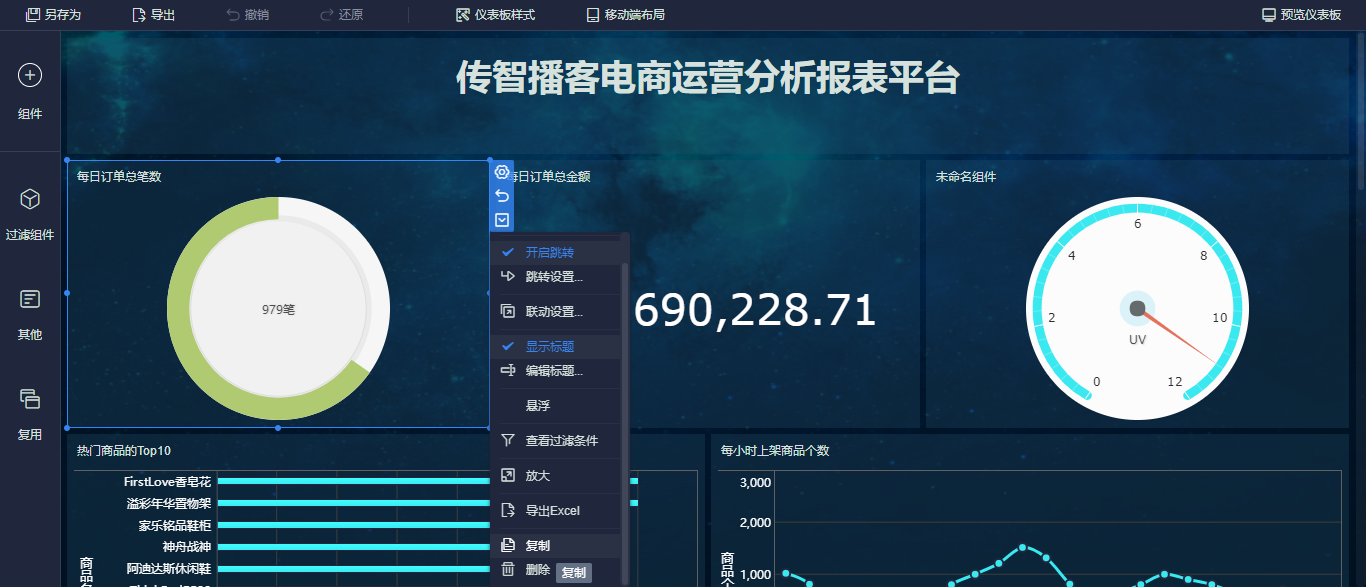 另存为
导出
撤销
还原
仪表板样式
移动端布局
预览仪表板
组件
过滤组件
其他
复用
传智播客电商运营分析报表平台
每日订单总笔数
979笔
每日订单总金额
690,228.71
未命名组件
0
2
4
6
8
10
12
UV
开启跳转
跳转设置...
联动设置...
显示标题
编辑标题...
悬浮
查看过滤条件
放大
导出Excel
复制
删除
复制
热门商品的Top10
FirstLove香皂花
溢彩年华置物架
家乐铭品鞋柜
神舟战神
阿迪达斯休闲鞋
商品
每小时上架商品个数
3,000
2,000
1,000
商品个